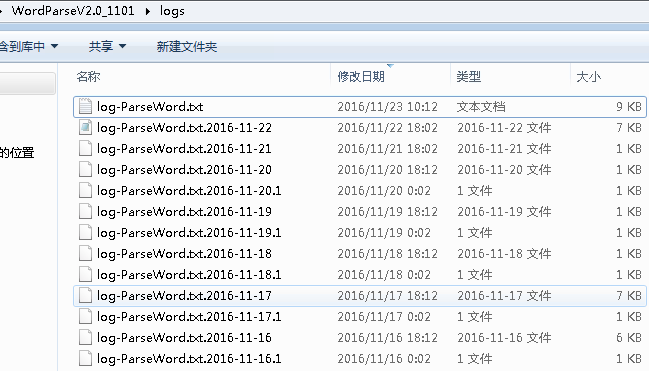 WordParseV2.0_1101 ▸ logs
含到库中 ▼ 共享 ▼ 新建文件夹
名称 修改日期 类型 大小
log-ParseWord.txt 2016/11/23 10:12 文本文档 9 KB
log-ParseWord.txt.2016-11-22 2016/11/22 18:02 2016-11-22 文件 7 KB
log-ParseWord.txt.2016-11-21 2016/11/21 18:02 2016-11-21 文件 1 KB
的位置
log-ParseWord.txt.2016-11-20 2016/11/20 18:12 2016-11-20 文件 1 KB
log-ParseWord.txt.2016-11-20.1 2016/11/20 0:02 1 文件 1 KB
log-ParseWord.txt.2016-11-19 2016/11/19 18:12 2016-11-19 文件 1 KB
log-ParseWord.txt.2016-11-19.1 2016/11/19 0:02 1 文件 1 KB
log-ParseWord.txt.2016-11-18 2016/11/18 18:12 2016-11-18 文件 1 KB
log-ParseWord.txt.2016-11-18.1 2016/11/18 0:02 1 文件 1 KB
log-ParseWord.txt.2016-11-17 2016/11/17 18:12 2016-11-17 文件 7 KB
log-ParseWord.txt.2016-11-17.1 2016/11/17 0:02 1 文件 1 KB
log-ParseWord.txt.2016-11-16 2016/11/16 18:12 2016-11-16 文件 6 KB
log-ParseWord.txt.2016-11-16.1 2016/11/16 0:02 1 文件 1 KB